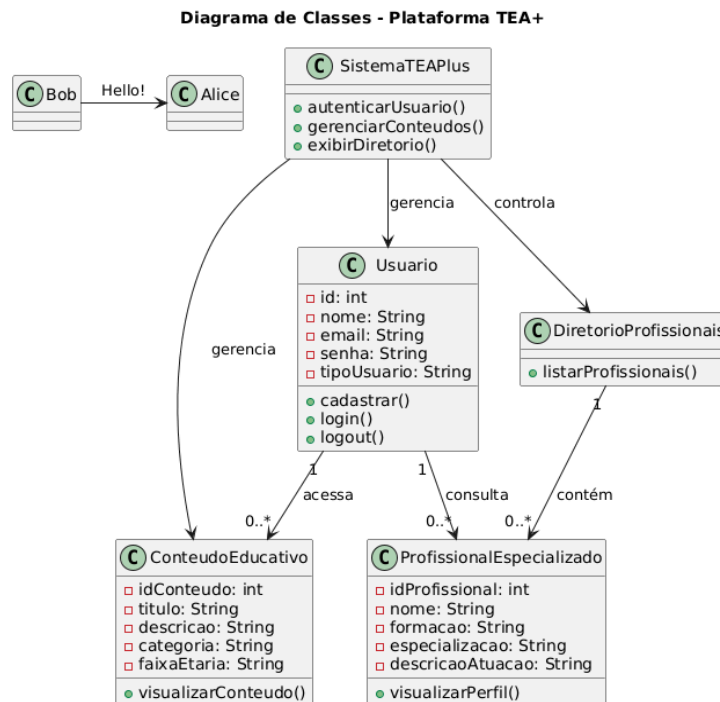 Diagrama de Classes - Plataforma TEA+
C Bob
Hello!
C Alice
C SistemaTEAPlus
autenticarUsuario()
gerenciarConteudos()
exibirDiretorio()
gerencia
controla
C Usuario
id: int
nome: String
email: String
senha: String
tipoUsuario: String
cadastrar()
login()
logout()
gerencia
C DiretorioProfissionais
listarProfissionais()
1
acessa
0..*
1
consulta
0..*
1
contém
0..*
C ConteudoEducativo
idConteudo: int
titulo: String
descricao: String
categoria: String
faixaEtaria: String
visualizarConteudo()
C ProfissionalEspecializado
idProfissional: int
nome: String
formacao: String
especializacao: String
descricaoAtuacao: String
visualizarPerfil()